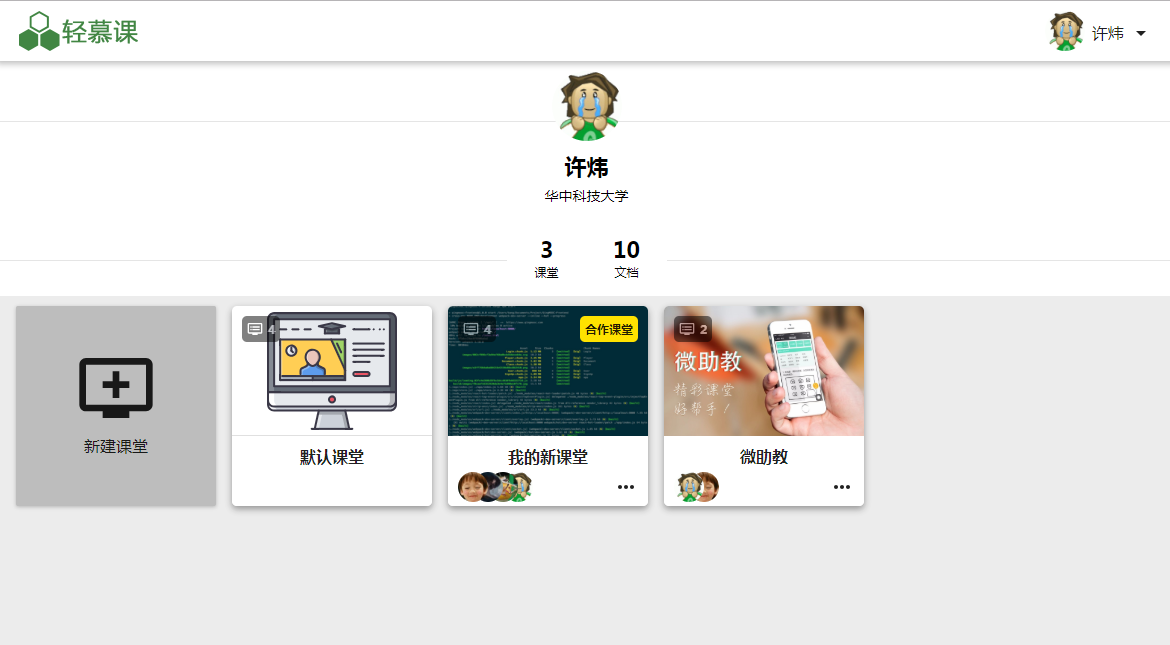 轻慕课
许炜
许炜
华中科技大学
3
10
课堂
文档
新建课堂
4
默认课堂
4
合作课堂
我的新课堂
2
微助教
精彩课堂
好帮手！
微助教